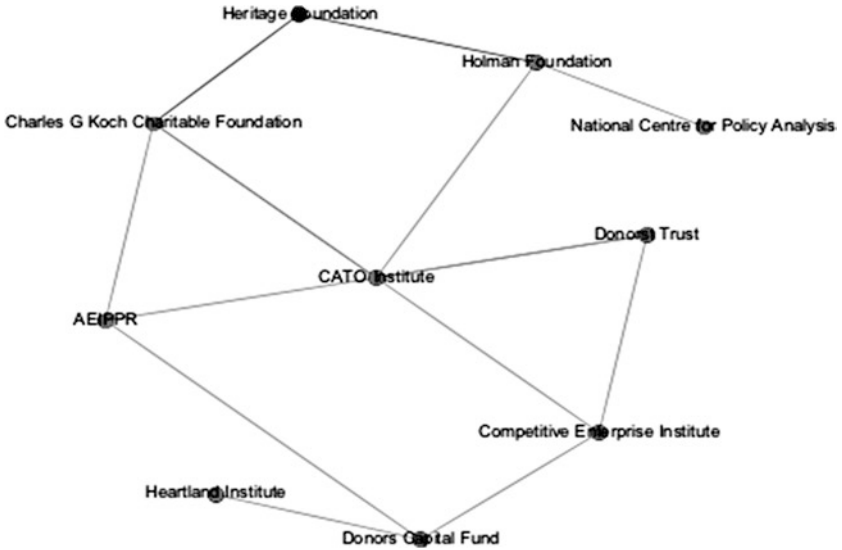 Heritage Foundation
Holman Foundation
Charles G Koch Charitable Foundation
National Centre for Policy Analysis
Donors Trust
CATO Institute
AEIPPR
Competitive Enterprise Institute
Heartland Institute
Donors Capital Fund